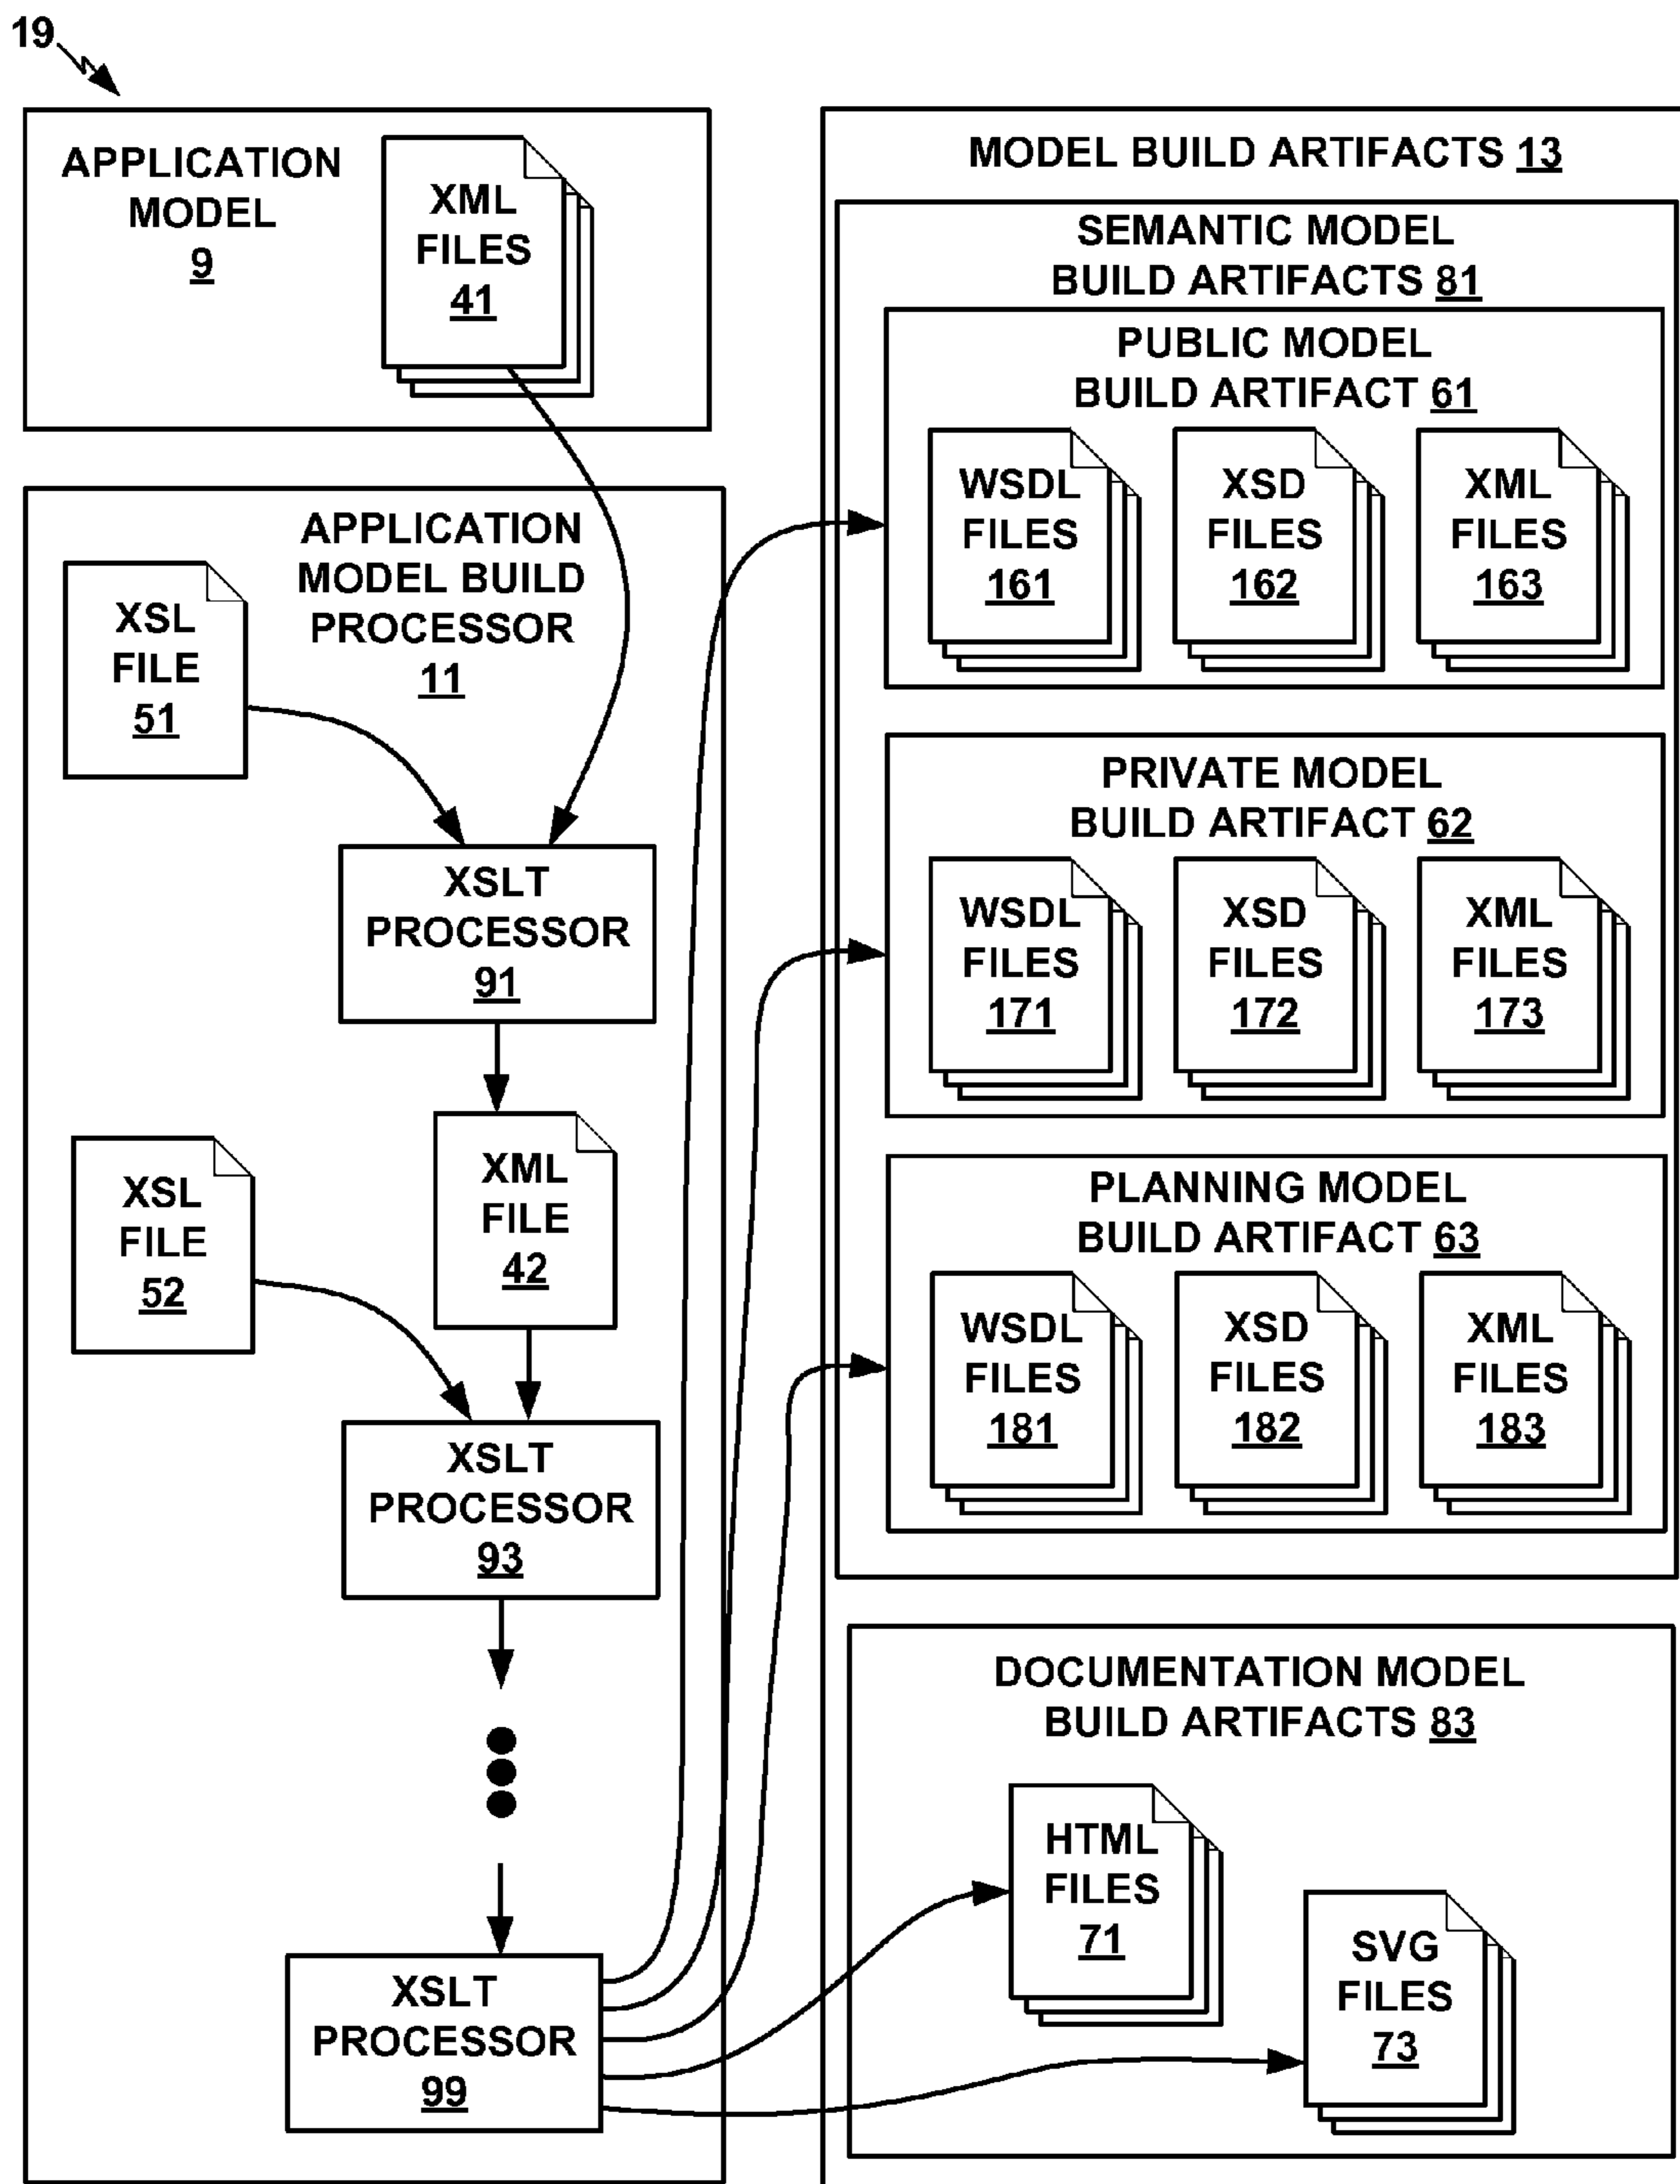 19
APPLICATION
MODEL
9
XML
FILES
41
APPLICATION
MODEL BUILD
PROCESSOR
11
XSL
FILE
51
XSLT
PROCESSOR
91
XML
FILE
42
XSL
FILE
52
XSLT
PROCESSOR
93
XSLT
PROCESSOR
99
MODEL BUILD ARTIFACTS 13
SEMANTIC MODEL
BUILD ARTIFACTS 81
PUBLIC MODEL
BUILD ARTIFACT 61
WSDL
FILES
161
XSD
FILES
162
XML
FILES
163
PRIVATE MODEL
BUILD ARTIFACT 62
WSDL
FILES
171
XSD
FILES
172
XML
FILES
173
PLANNING MODEL
BUILD ARTIFACT 63
WSDL
FILES
181
XSD
FILES
182
XML
FILES
183
DOCUMENTATION MODEL
BUILD ARTIFACTS 83
HTML
FILES
71
SVG
FILES
73